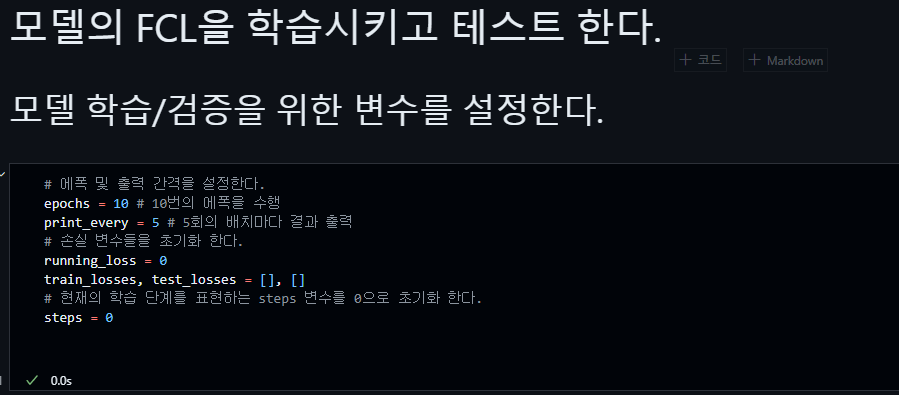 모델의 FCL을 학습시키고 테스트 한다.
+ 코드 + Markdown
모델 학습/검증을 위한 변수를 설정한다.
# 에폭 및 출력 간격을 설정한다.
epochs = 10 # 10번의 에폭을 수행
print_every = 5 # 5회의 배치마다 결과 출력
# 손실 변수들을 초기화 한다.
running_loss = 0
train_losses, test_losses = [], []
# 현재의 학습 단계를 표현하는 steps 변수를 0으로 초기화 한다.
steps = 0
✓ 0.0s